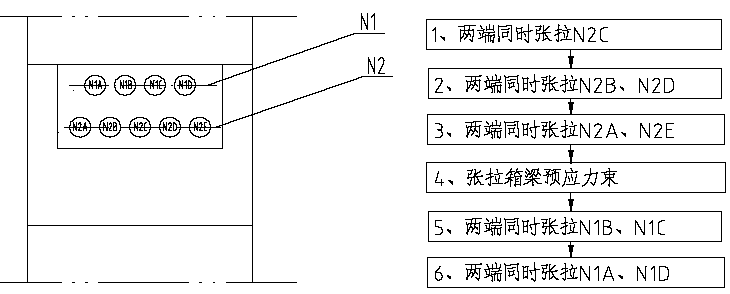 N1
N2
N1A N1B N1C N1D
N2A N2B N2C N2D N2E
1、两端同时张拉N2C
2、两端同时张拉N2B、N2D
3、两端同时张拉N2A、N2E
4、张拉箱梁预应力束
5、两端同时张拉N1B、N1C
6、两端同时张拉N1A、N1D